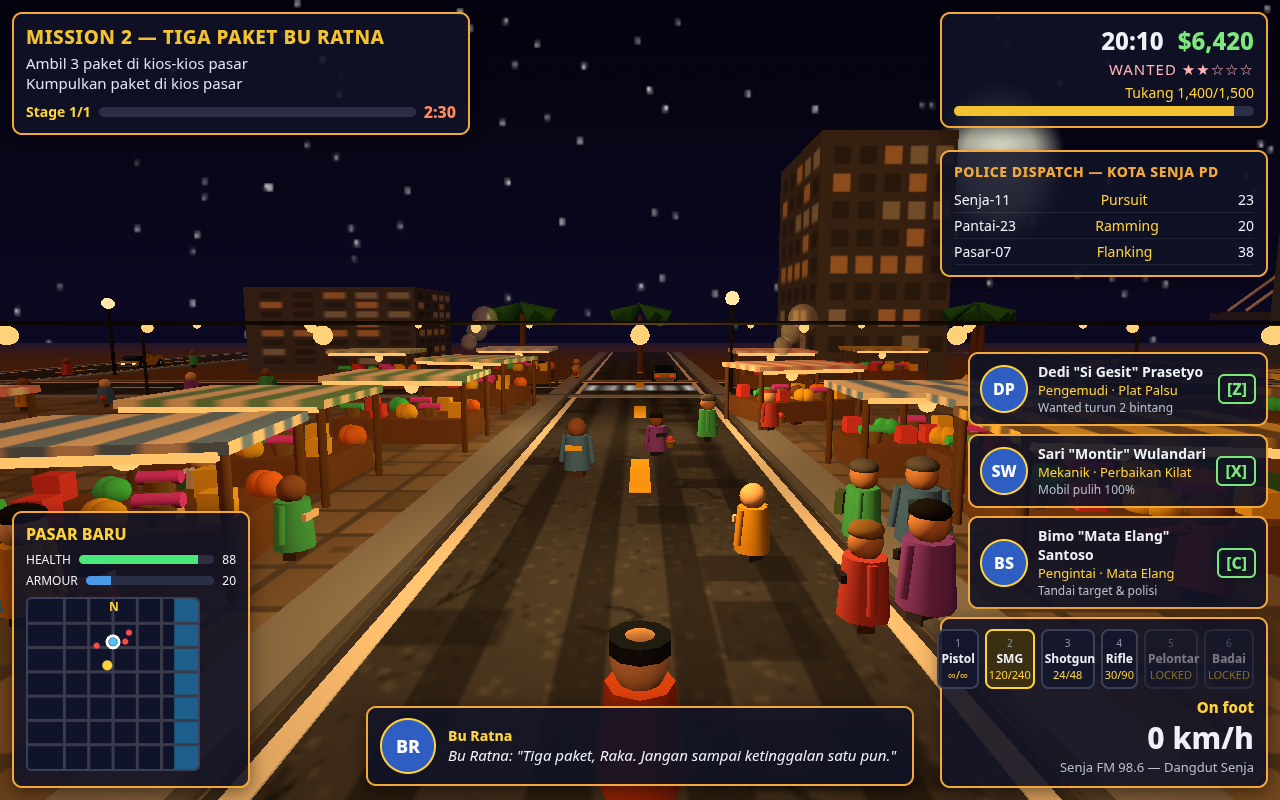 MISSION 2 — TIGA PAKET BU RATNA
Ambil 3 paket di kios-kios pasar
Kumpulkan paket di kios pasar
Stage 1/1 2:30
20:10 $6,420
WANTED ★★☆☆☆
Tukang 1,400/1,500
POLICE DISPATCH — KOTA SENJA PD
Senja-11 Pursuit 23
Pantai-23 Ramming 20
Pasar-07 Flanking 38
DP
Dedi "Si Gesit" Prasetyo
Pengemudi · Plat Palsu
Wanted turun 2 bintang
[Z]
SW
Sari "Montir" Wulandari
Mekanik · Perbaikan Kilat
Mobil pulih 100%
[X]
BS
Bimo "Mata Elang"
Santoso
Pengintai · Mata Elang
Tandai target & polisi
[C]
PASAR BARU
HEALTH 88
ARMOUR 20
N
BR
Bu Ratna
Bu Ratna: "Tiga paket, Raka. Jangan sampai ketinggalan satu pun."
1 2 3 4 5 6
Pistol SMG Shotgun Rifle Pelontar Badai
∞/∞ 120/240 24/48 30/90 LOCKED LOCKED
On foot
0 km/h
Senja FM 98.6 — Dangdut Senja